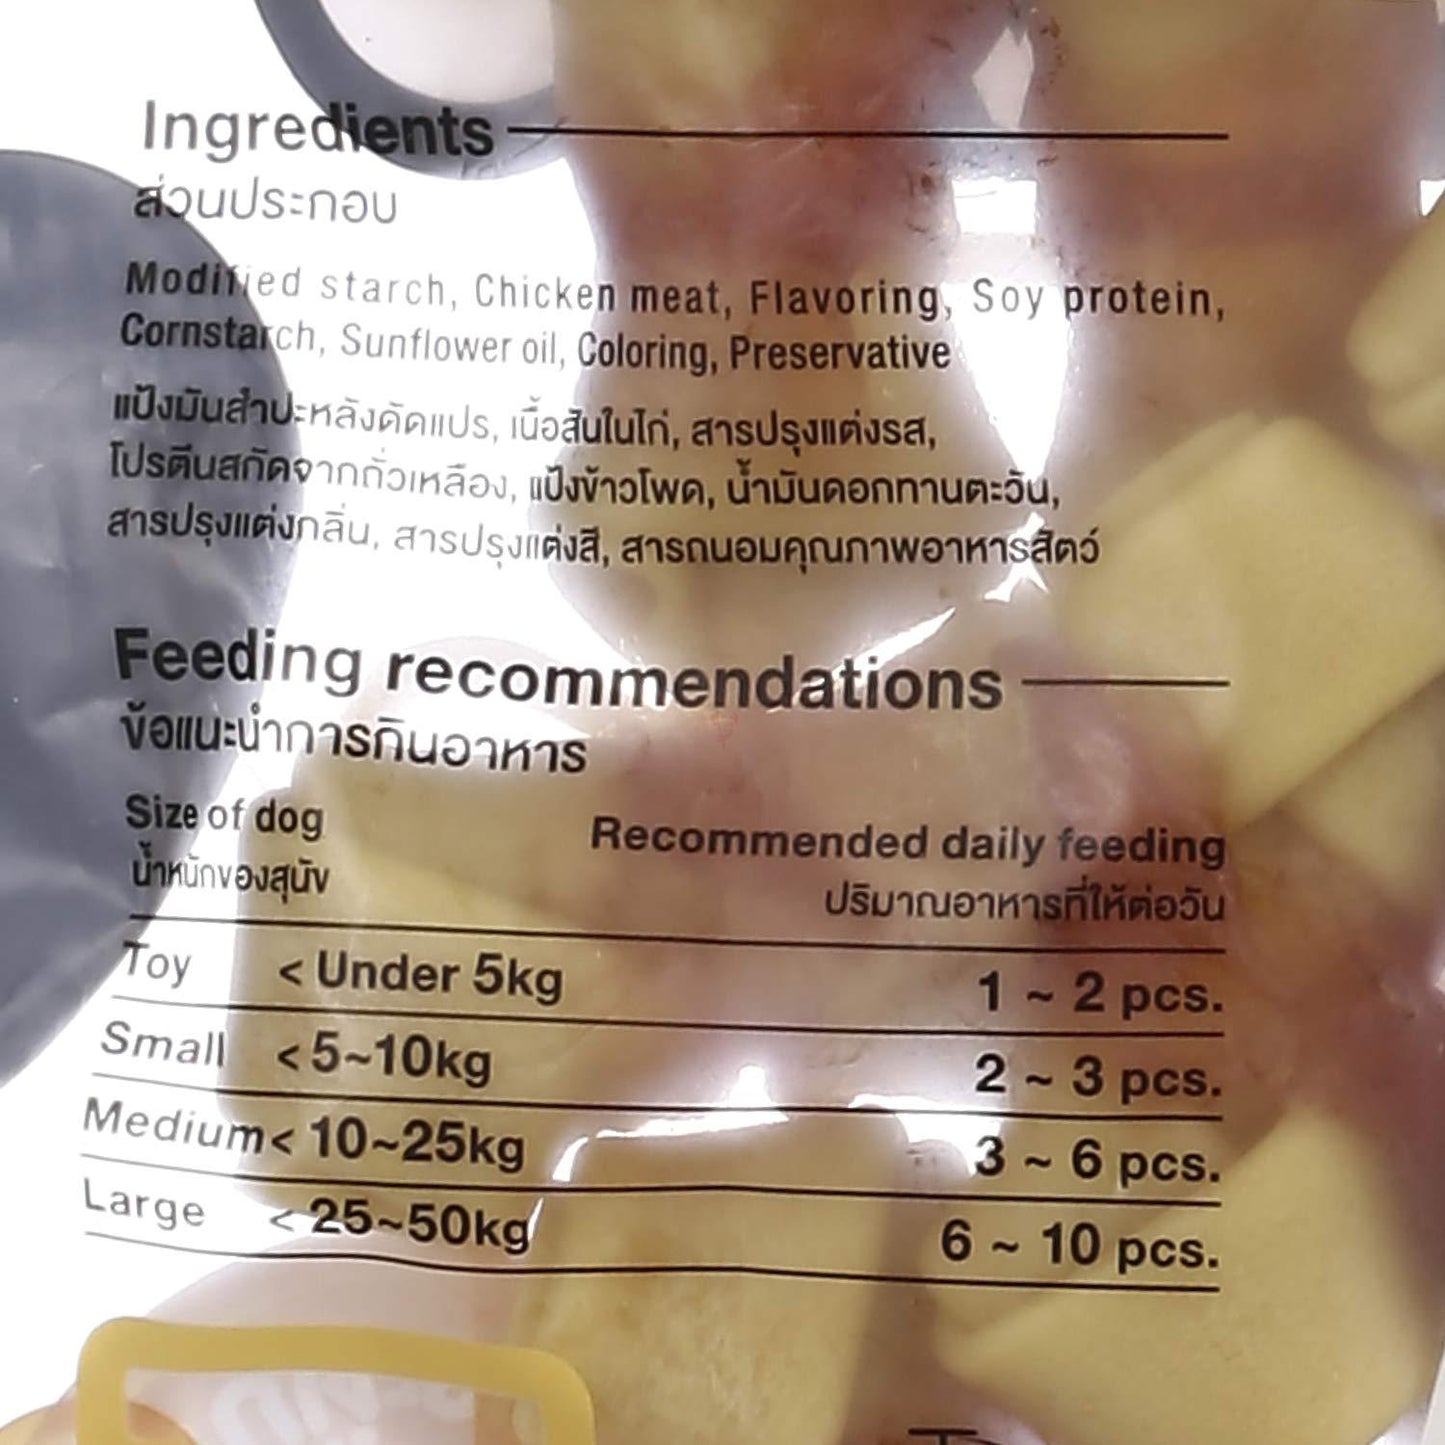 Ingredients
ส่วนประกอบ
Modified starch, Chicken meat, Flavoring, Soy protein,
Cornstarch, Sunflower oil, Coloring, Preservative
แป้งมันสำปะหลังดัดแปร, เนื้อสันในไก่, สารปรุงแต่งรส,
โปรตีนสกัดจากถั่วเหลือง, แป้งข้าวโพด, น้ำมันดอกทานตะวัน,
สารปรุงแต่งกลิ่น, สารปรุงแต่งสี, สารถนอมคุณภาพอาหารสัตว์
Feeding recommendations
ข้อแนะนำการกินอาหาร
Size of dog Recommended daily feeding
น้ำหนักของสุนัข ปริมาณอาหารที่ให้ต่อวัน
Toy < Under 5kg 1 ~ 2 pcs.
Small < 5~10kg 2 ~ 3 pcs.
Medium < 10~25kg 3 ~ 6 pcs.
Large < 25~50kg 6 ~ 10 pcs.